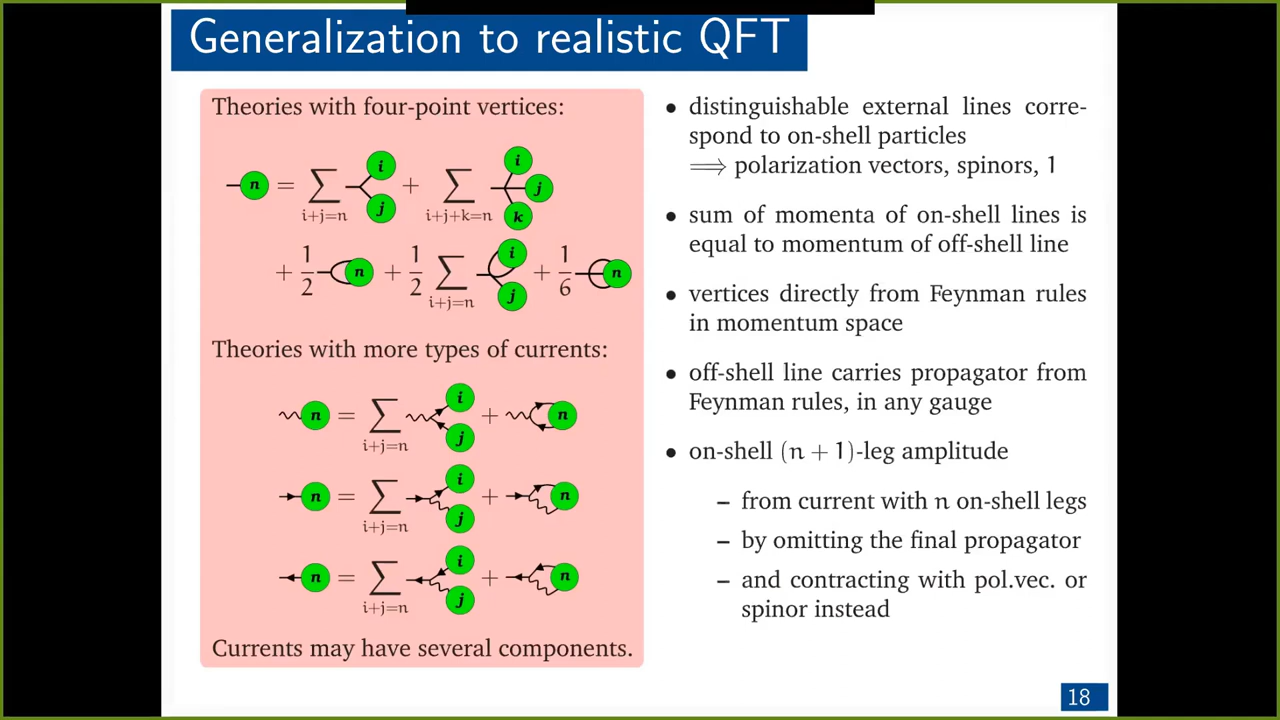 Generalization to realistic QFT
Theories with four-point vertices:
n = ∑ i+j=n i j + ∑ i+j+k=n i j k
+ 1/2 n + 1/2 ∑ i+j=n i j + 1/6 n
Theories with more types of currents:
n = ∑ i+j=n i j + n
n = ∑ i+j=n i j + n
n = ∑ i+j=n i j + n
Currents may have several components.
• distinguishable external lines corre-
spond to on-shell particles
⟹ polarization vectors, spinors, 1
• sum of momenta of on-shell lines is
equal to momentum of off-shell line
• vertices directly from Feynman rules
in momentum space
• off-shell line carries propagator from
Feynman rules, in any gauge
• on-shell (n + 1)-leg amplitude
– from current with n on-shell legs
– by omitting the final propagator
– and contracting with pol.vec. or
spinor instead
18